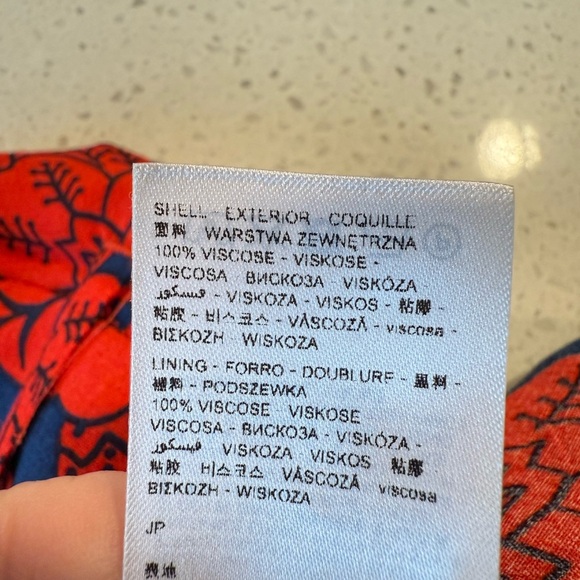 SHELL - EXTERIOR COQUILLE
面料 WARSTWA ZEWNĘTRZNA
100% VISCOSE - VISKOSE -
VISCOSA ВИСКОЗА - VISKÓZA
فيسكوز - VISKOZA - VISKOS - 粘膠 -
粘胶 - 비스코스 - VÂSCOZĂ - VISCOSA -
ΒΙΣΚΟΖΗ - WISKOZA
LINING - FORRO - DOUBLURE - 里料 -
裡料 - PODSZEWKA
100% VISCOSE VISKOSE
VISCOSA - ВИСКОЗА - VISKÓZA -
فيسكوز VISKOZA VISKOS 粘膠 -
粘胶 비스코스 VÂSCOZĂ VISCOSA
ΒΙΣΚΟΖΗ - WISKOZA
JP